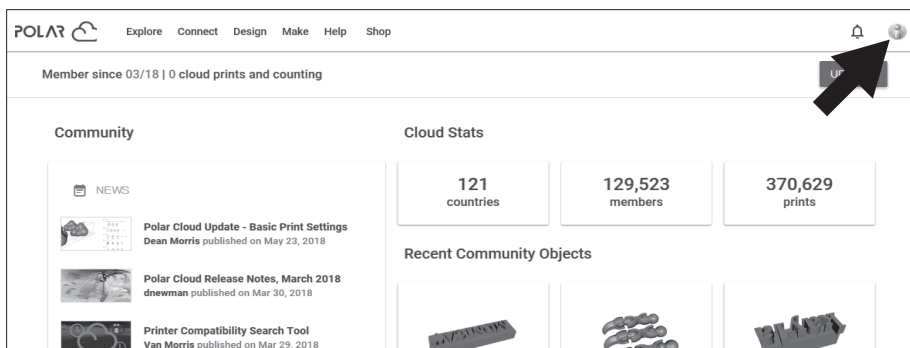 POLAR
Explore Connect Design Make Help Shop
Member since 03/18 | 0 cloud prints and counting
Community
NEWS
Polar Cloud Update - Basic Print Settings
Dean Morris published on May 23, 2018
Polar Cloud Release Notes, March 2018
dnewman published on Mar 30, 2018
Printer Compatibility Search Tool
Van Morris published on Mar 29, 2018
Cloud Stats
121
countries
129,523
members
370,629
prints
Recent Community Objects